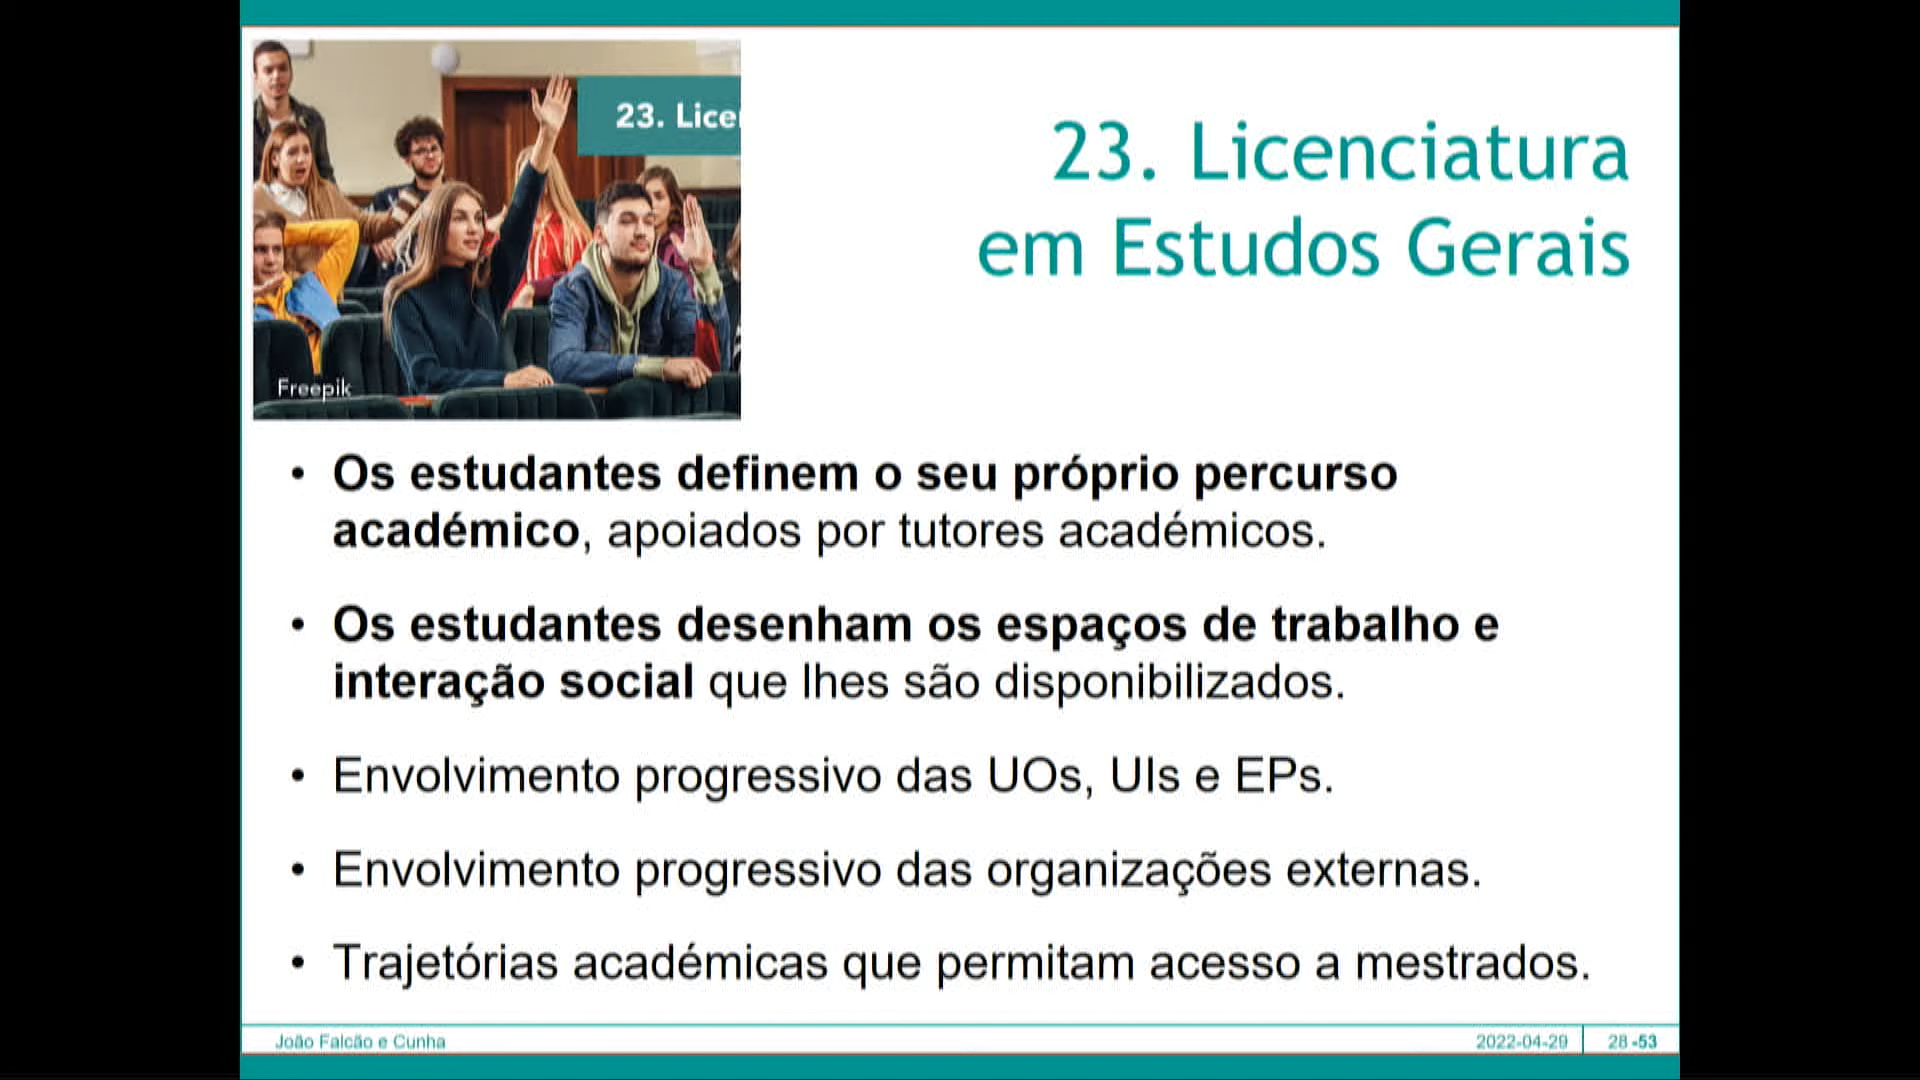 23. Lice
Freepik
23. Licenciatura
em Estudos Gerais
• Os estudantes definem o seu próprio percurso
académico, apoiados por tutores académicos.
• Os estudantes desenham os espaços de trabalho e
interação social que lhes são disponibilizados.
• Envolvimento progressivo das UOs, UIs e EPs.
• Envolvimento progressivo das organizações externas.
• Trajetórias académicas que permitam acesso a mestrados.
João Falcão e Cunha
2022-04-29
28 -53